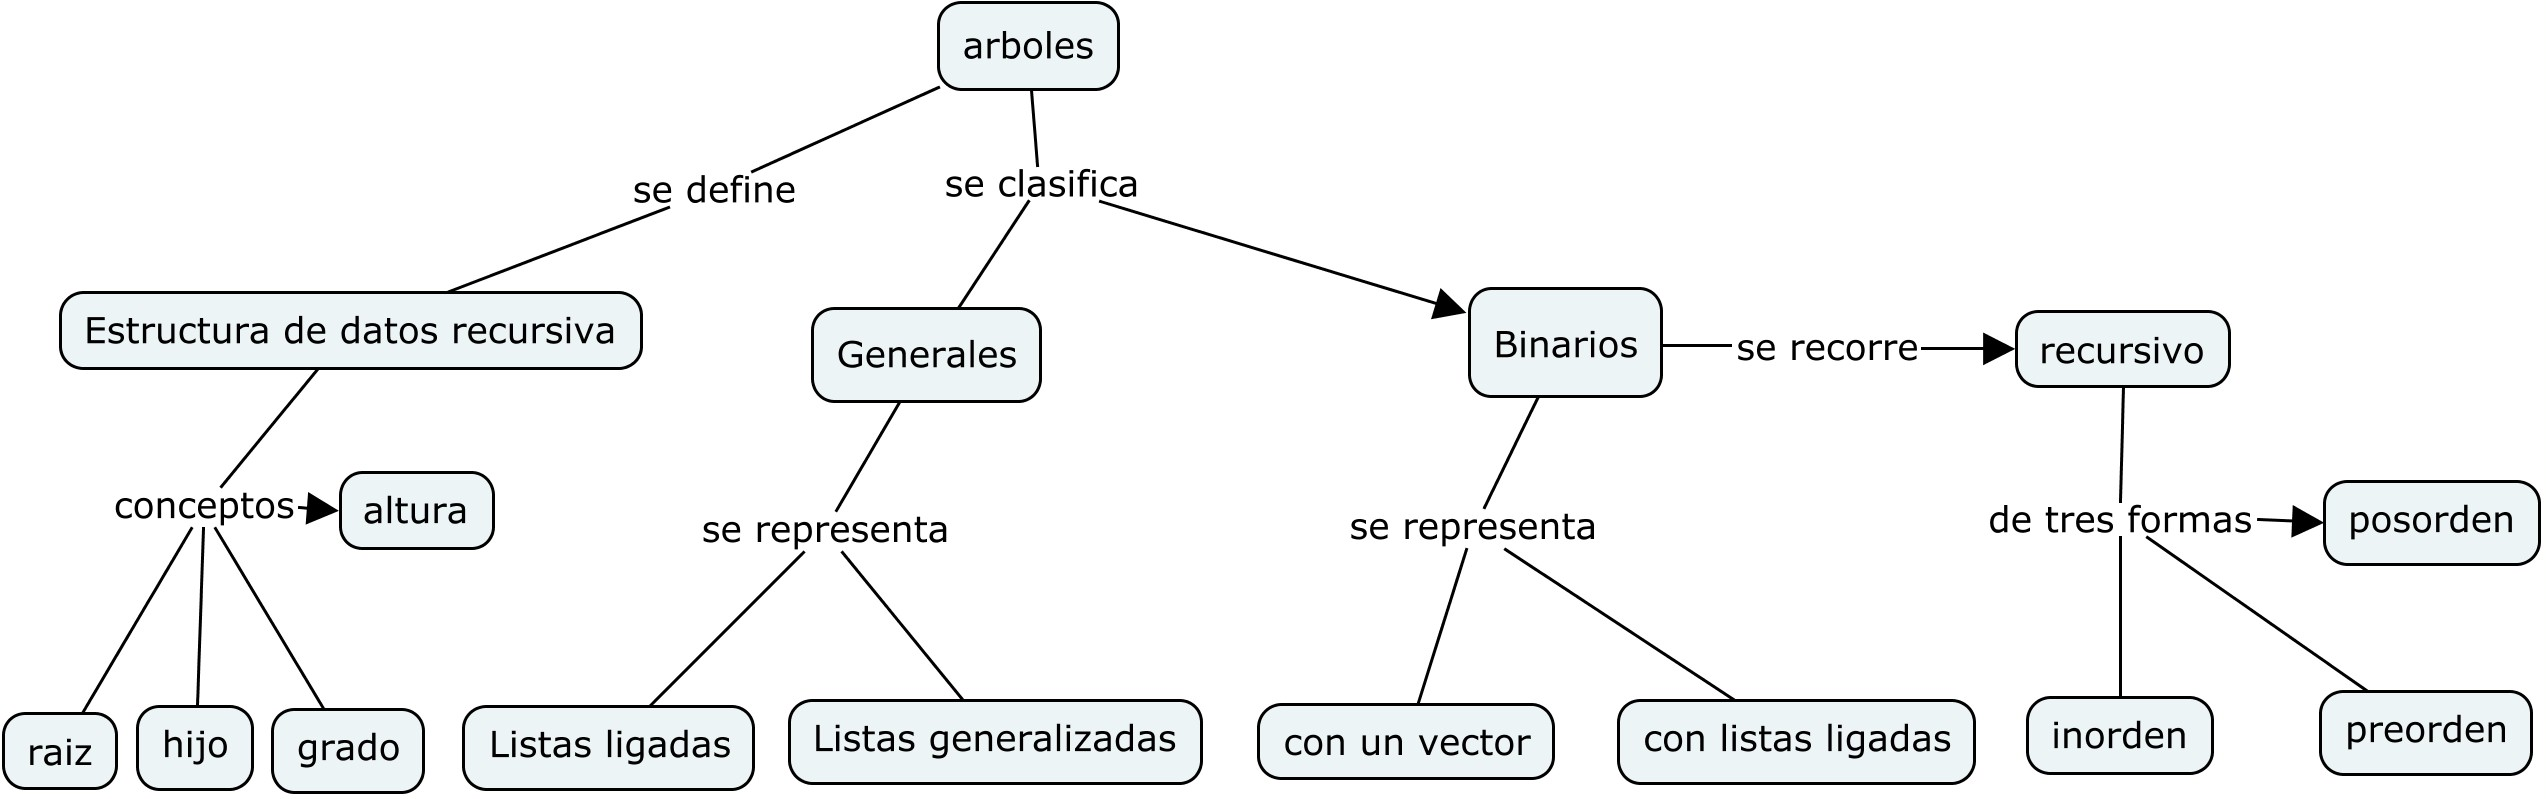 arboles
se define
se clasifica
Estructura de datos recursiva
Generales
Binarios
se recorre
recursivo
conceptos
altura
se representa
se representa
de tres formas
posorden
raiz
hijo
grado
Listas ligadas
Listas generalizadas
con un vector
con listas ligadas
inorden
preorden